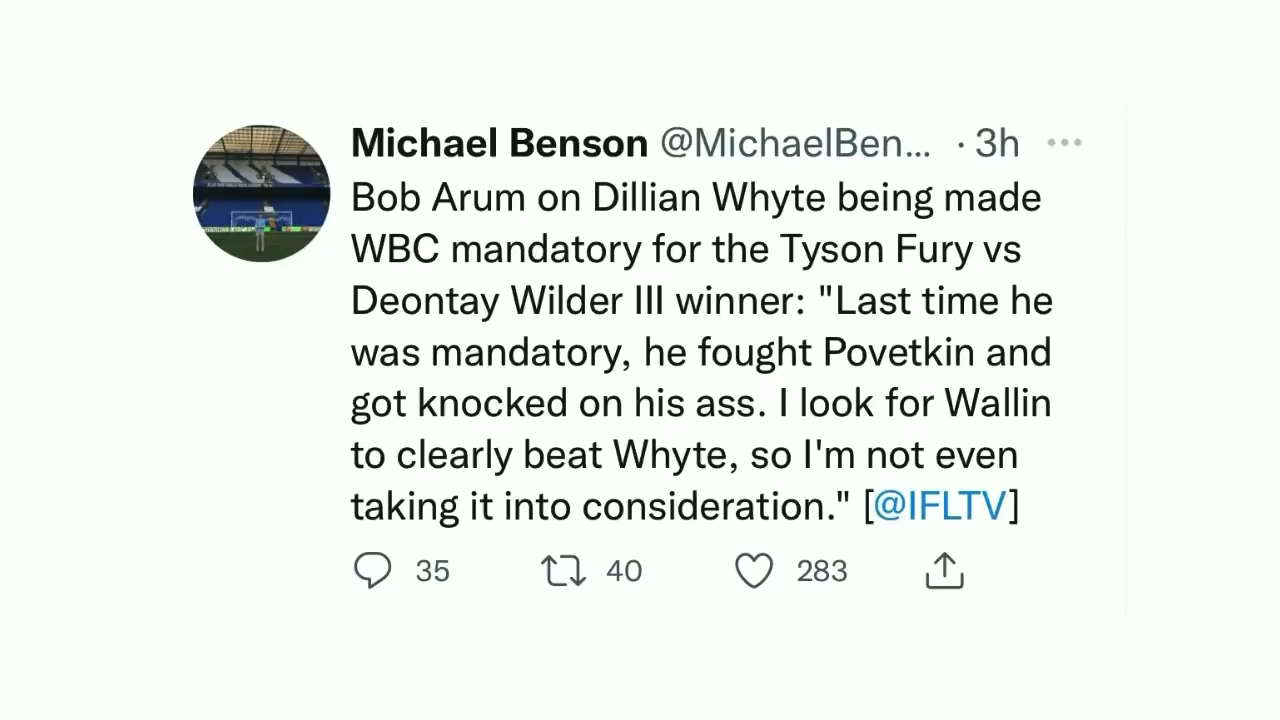 Michael Benson @MichaelBen... · 3h ...
Bob Arum on Dillian Whyte being made
WBC mandatory for the Tyson Fury vs
Deontay Wilder III winner: "Last time he
was mandatory, he fought Povetkin and
got knocked on his ass. I look for Wallin
to clearly beat Whyte, so I'm not even
taking it into consideration." [@IFLTV]
35 40 283